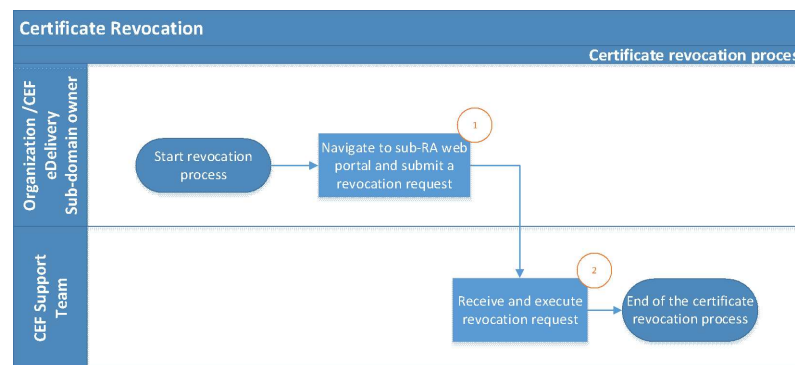 Certificate Revocation
Certificate revocation proces
Organization /CEF
eDelivery
Sub-domain owner
Start revocation
process
1
Navigate to sub-RA web
portal and submit a
revocation request
CEF Support
Team
2
Receive and execute
revocation request
End of the certificate
revocation process